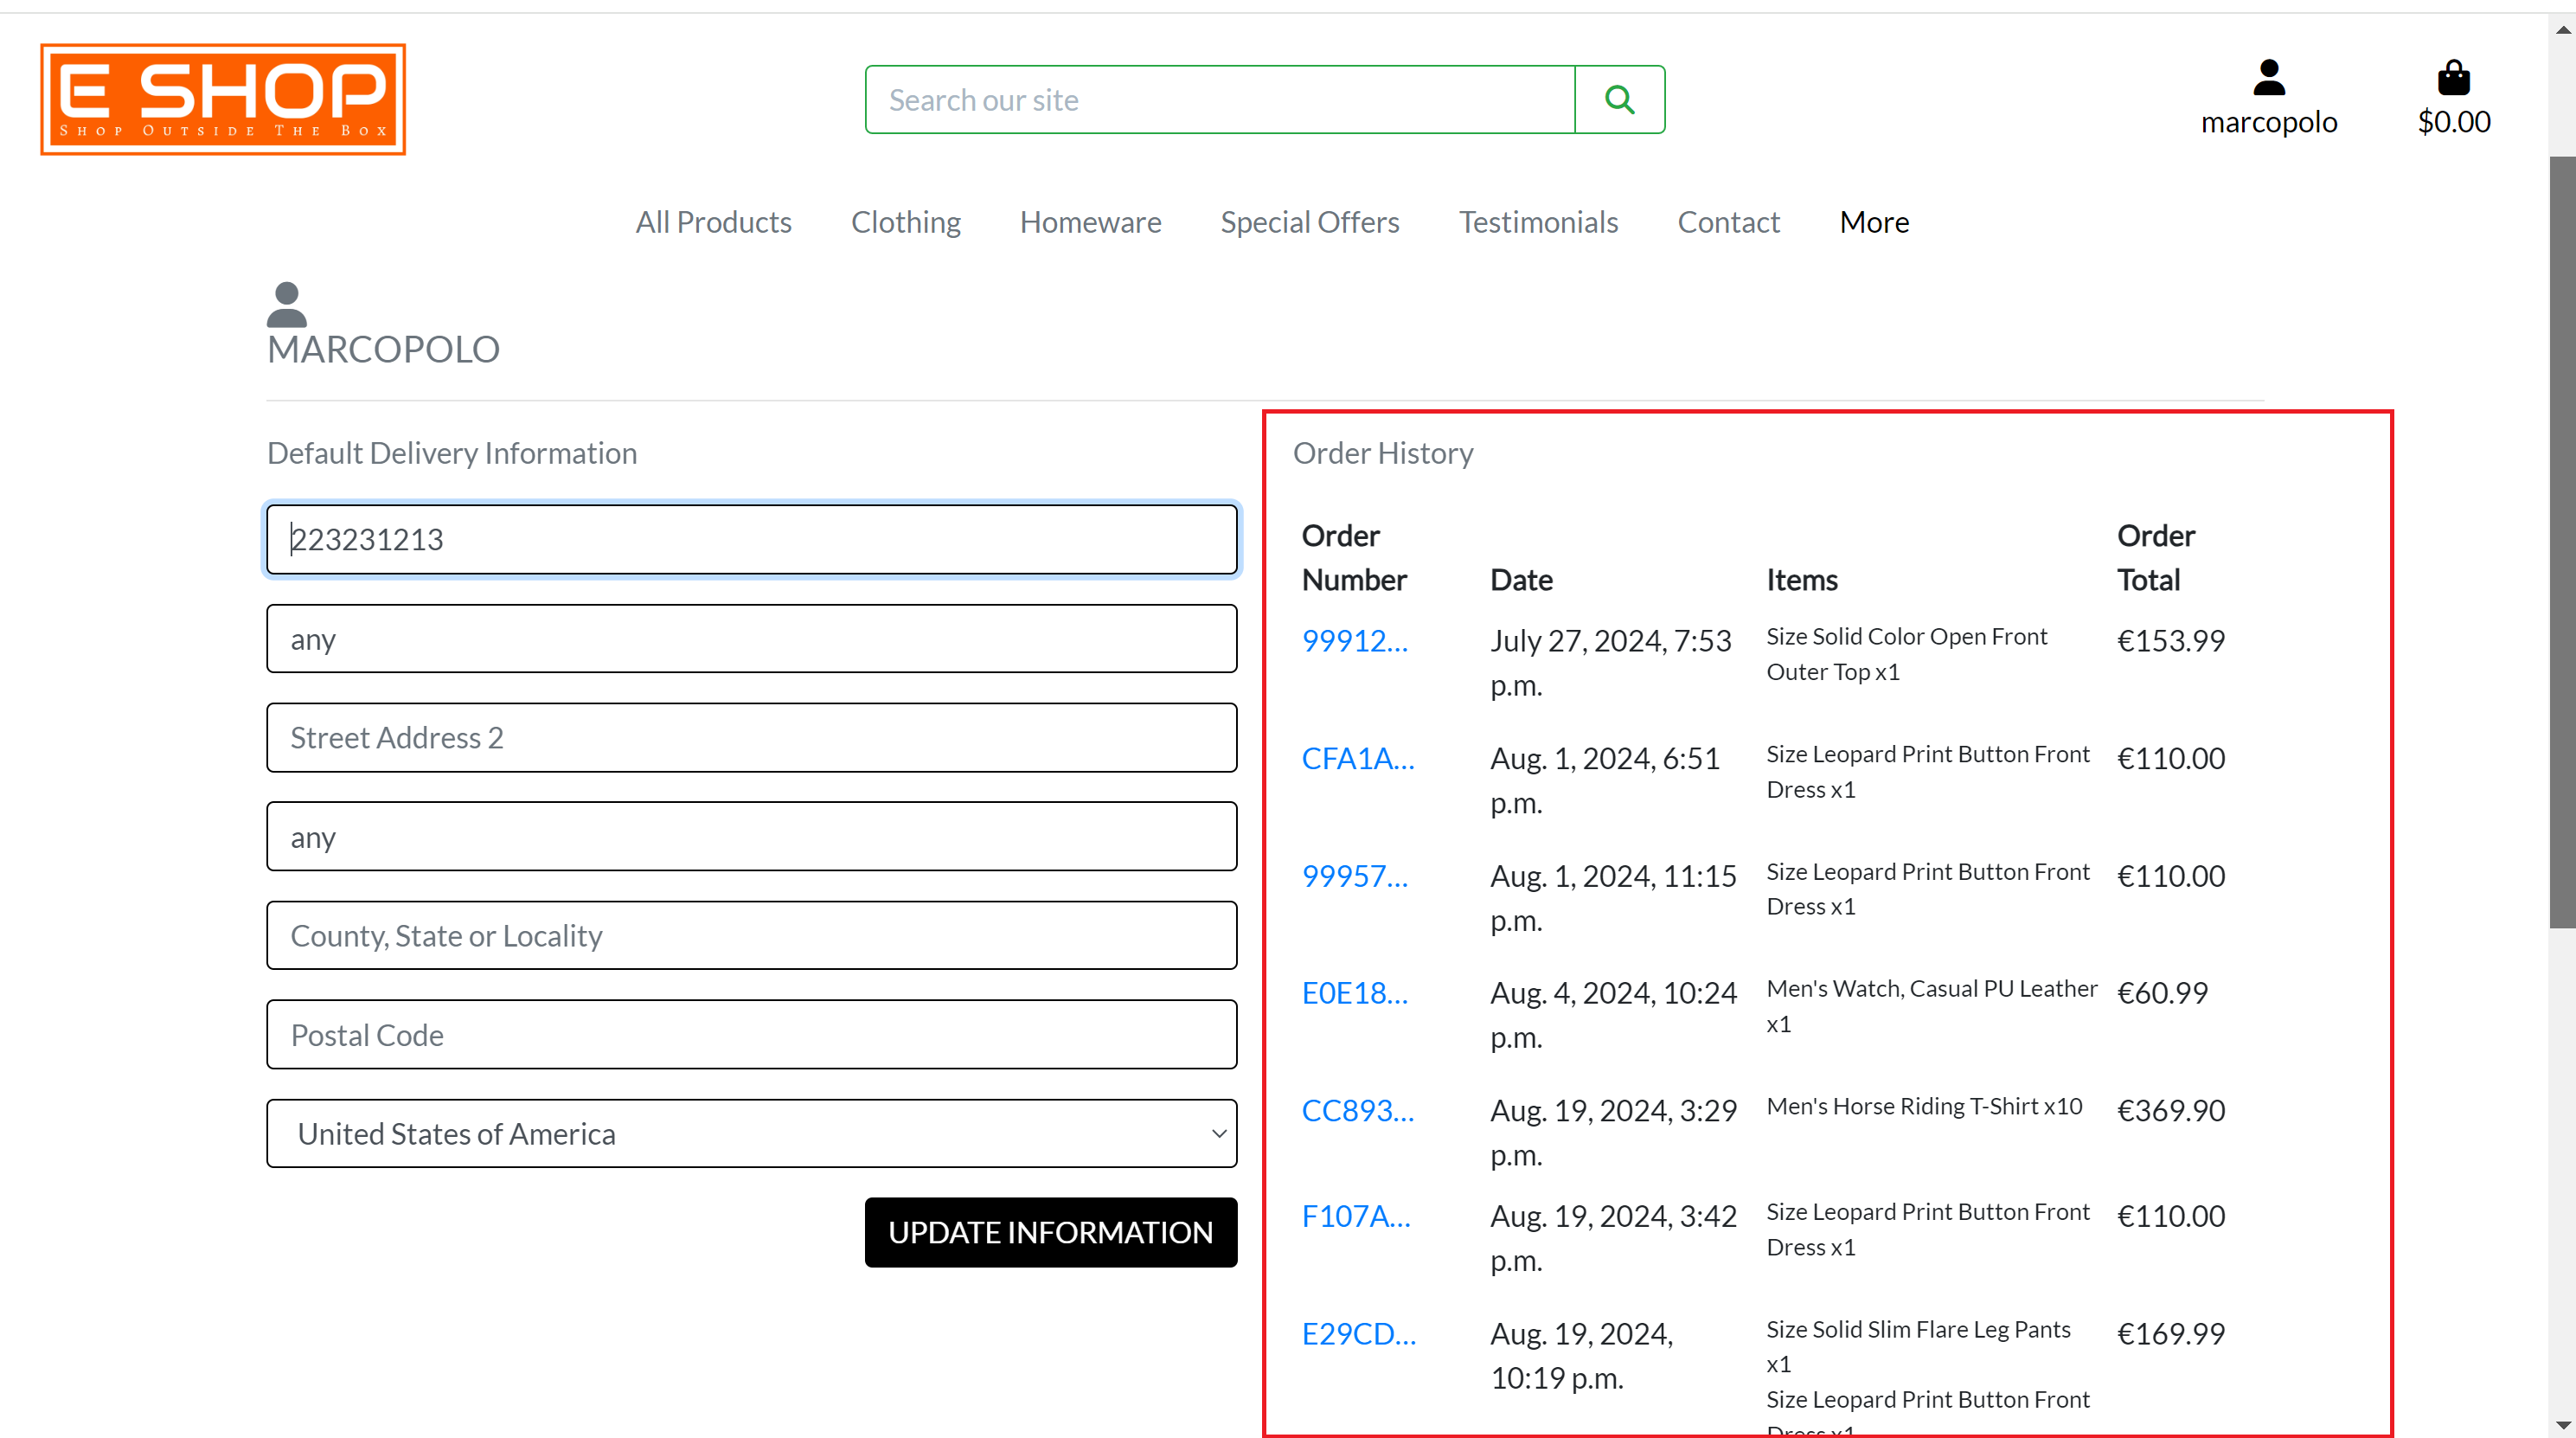 E SHOP
Shop Outside The Box
Search our site
marcopolo
$0.00
All Products Clothing Homeware Special Offers Testimonials Contact More
MARCOPOLO
Default Delivery Information
223231213
any
Street Address 2
any
County, State or Locality
Postal Code
United States of America
UPDATE INFORMATION
Order History
Order
Number Date Items Order
Total
99912... July 27, 2024, 7:53
p.m. Size Solid Color Open Front
Outer Top x1 €153.99
CFA1A... Aug. 1, 2024, 6:51
p.m. Size Leopard Print Button Front
Dress x1 €110.00
99957... Aug. 1, 2024, 11:15
p.m. Size Leopard Print Button Front
Dress x1 €110.00
E0E18... Aug. 4, 2024, 10:24
p.m. Men's Watch, Casual PU Leather
x1 €60.99
CC893... Aug. 19, 2024, 3:29
p.m. Men's Horse Riding T-Shirt x10 €369.90
F107A... Aug. 19, 2024, 3:42
p.m. Size Leopard Print Button Front
Dress x1 €110.00
E29CD... Aug. 19, 2024,
10:19 p.m. Size Solid Slim Flare Leg Pants
x1
Size Leopard Print Button Front
Dress x1 €169.99